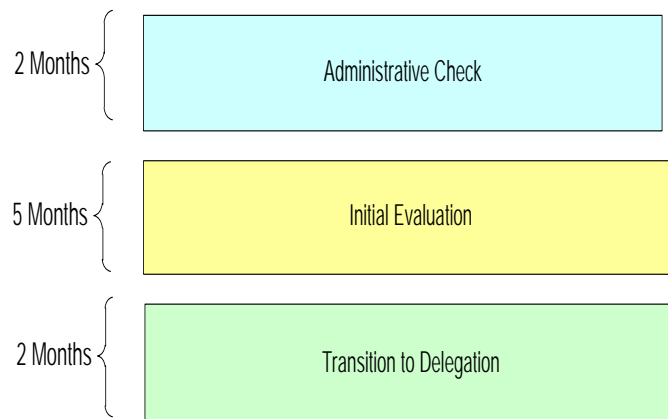 2 Months
Administrative Check
5 Months
Initial Evaluation
2 Months
Transition to Delegation